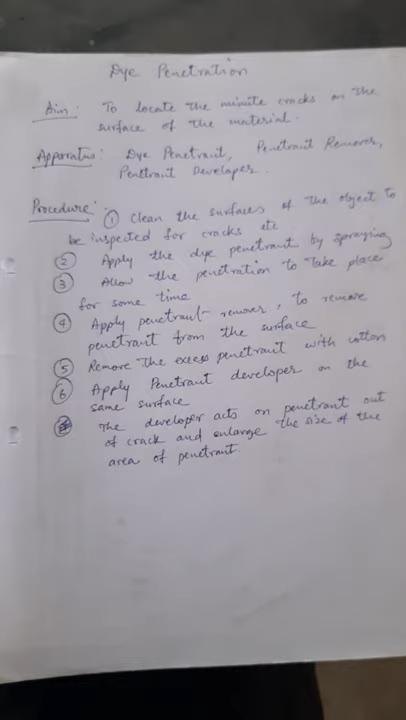 Dye Penetration
Aim: To locate the minute cracks on the
surface of the material.
Apparatus: Dye Penetrant, Penetrant Remover,
Penetrant Developer.
Procedure: ① Clean the surfaces of the object to
be inspected for cracks etc
② Apply the dye penetrant by spraying
③ Allow the penetration to take place
for some time
④ Apply penetrant remover, to remove
penetrant from the surface
⑤ Remove the excess penetrant with cotton
⑥ Apply Penetrant developer on the
same surface
The developer acts on penetrant out
of crack and enlarge the size of the
area of penetrant.